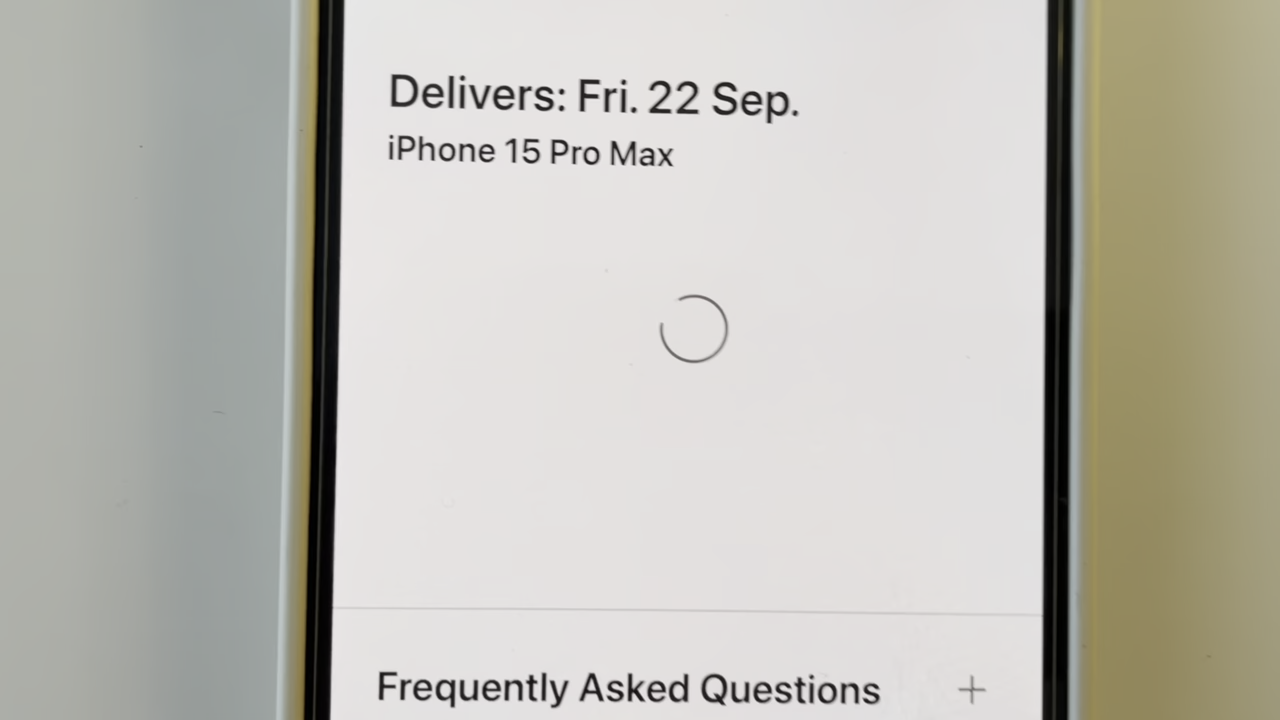 Delivers: Fri. 22 Sep.
iPhone 15 Pro Max
Frequently Asked Questions +